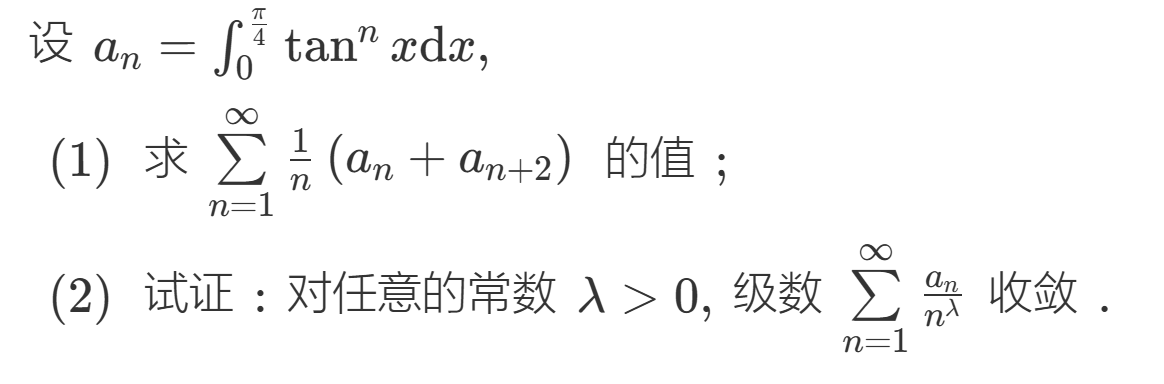 设 $a_n = \int_0^{\frac{\pi}{4}} \tan^n x \mathrm{d}x,$
(1) 求 $\sum_{n=1}^{\infty} \frac{1}{n} (a_n + a_{n+2})$ 的值；
(2) 试证：对任意的常数 $\lambda > 0,$ 级数 $\sum_{n=1}^{\infty} \frac{a_n}{n^{\lambda}}$ 收敛．